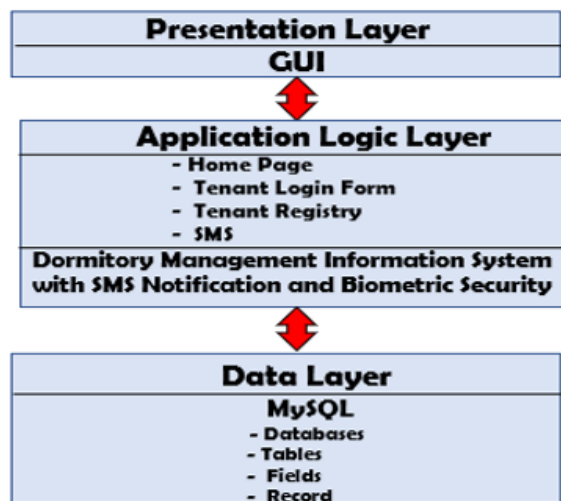 Presentation Layer
GUI
Application Logic Layer
- Home Page
- Tenant Login Form
- Tenant Registry
- SMS
Dormitory Management Information System
with SMS Notification and Biometric Security
Data Layer
MySQL
- Databases
- Tables
- Fields
- Record